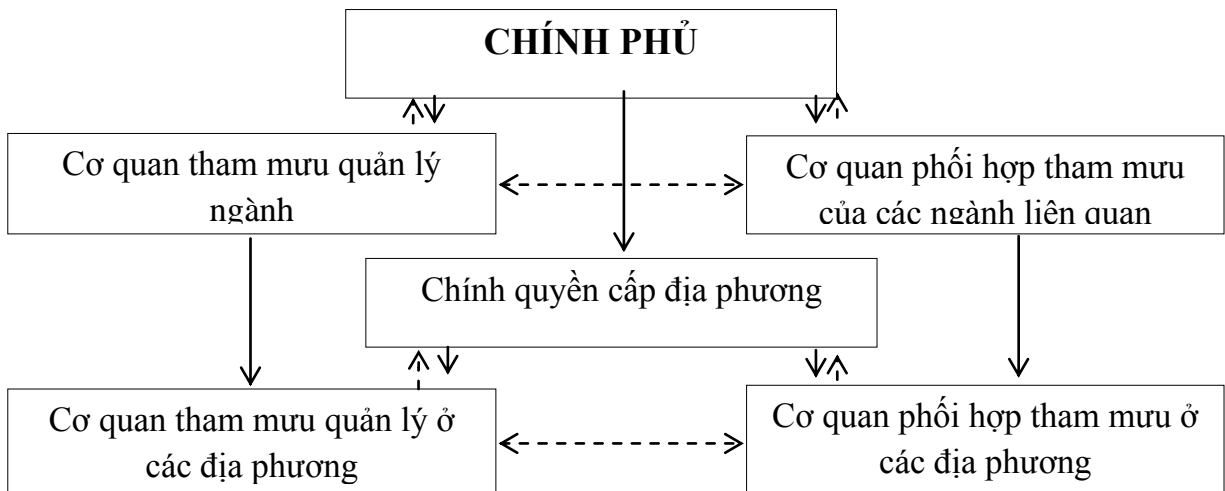 CHÍNH PHỦ
Cơ quan tham mưu quản lý
ngành
Cơ quan phối hợp tham mưu
của các ngành liên quan
Chính quyền cấp địa phương
Cơ quan tham mưu quản lý ở
các địa phương
Cơ quan phối hợp tham mưu ở
các địa phương